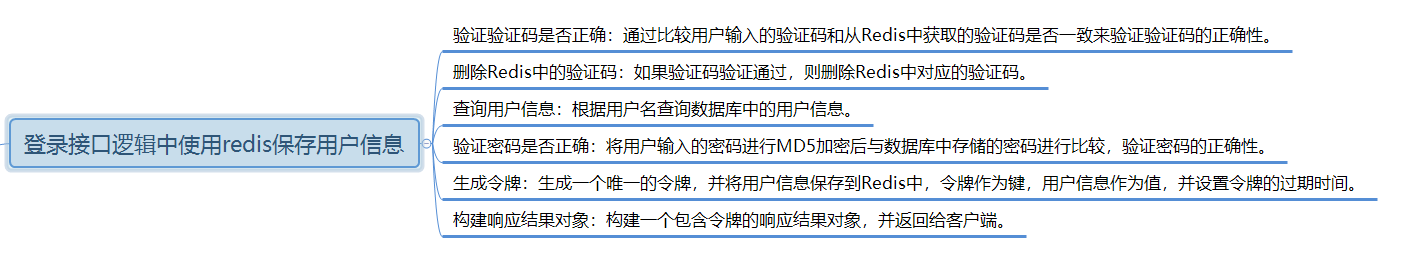 验证验证码是否正确：通过比较用户输入的验证码和从Redis中获取的验证码是否一致来验证验证码的正确性。
删除Redis中的验证码：如果验证码验证通过，则删除Redis中对应的验证码。
查询用户信息：根据用户名查询数据库中的用户信息。
登录接口逻辑中使用redis保存用户信息
验证密码是否正确：将用户输入的密码进行MD5加密后与数据库中存储的密码进行比较，验证密码的正确性。
生成令牌：生成一个唯一的令牌，并将用户信息保存到Redis中，令牌作为键，用户信息作为值，并设置令牌的过期时间。
构建响应结果对象：构建一个包含令牌的响应结果对象，并返回给客户端。